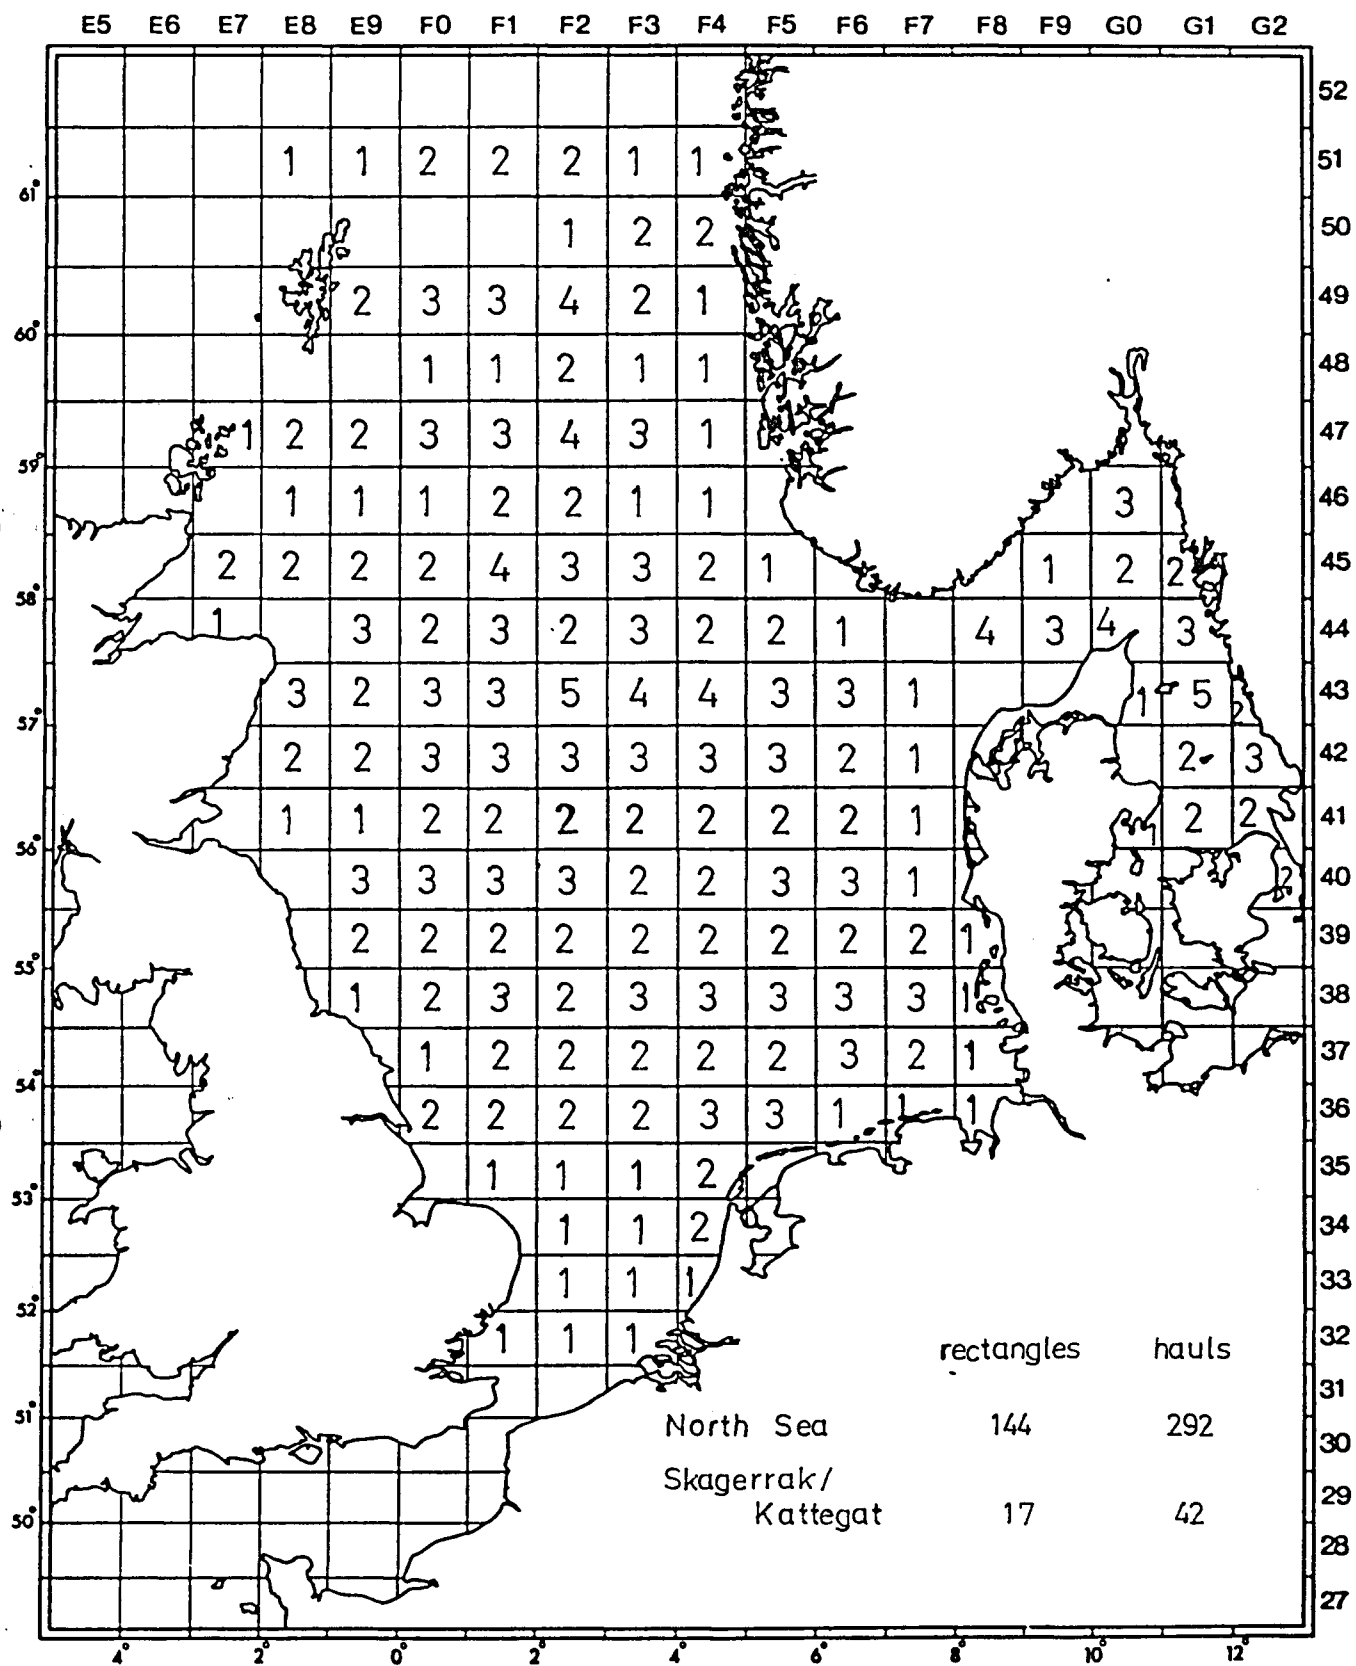 E5 E6 E7 E8 E9 F0 F1 F2 F3 F4 F5 F6 F7 F8 F9 G0 G1 G2
52
1 1 2 2 2 1 1 51
61°
1 2 2 50
2 3 3 4 2 1 49
60°
1 1 2 1 1 48
1 2 2 3 3 4 3 1 47
59°
1 1 1 2 2 1 1 3 46
2 2 2 2 4 3 3 2 1 1 2 2 45
58°
1 3 2 3 2 3 2 2 1 4 3 4 3 44
3 2 3 3 5 4 4 3 3 1 1 5 2 43
57°
2 2 3 3 3 3 3 3 2 1 2 3 42
1 1 2 2 2 2 2 2 2 1 1 2 2 41
56°
3 3 3 3 2 2 3 3 1 2 40
2 2 2 2 2 2 2 2 2 1 39
55°
1 2 3 2 3 3 3 3 3 1 38
1 2 2 2 2 2 3 2 1 37
54°
2 2 2 2 3 3 1 1 1 36
1 1 1 2 35
53°
1 1 2 34
1 1 1 33
52°
1 1 1 32
rectangles hauls
31
51°
North Sea 144 292
30
Skagerrak/
29
Kattegat 17 42
50°
28
27
4° 2° 0° 2° 4° 6° 8° 10° 12°